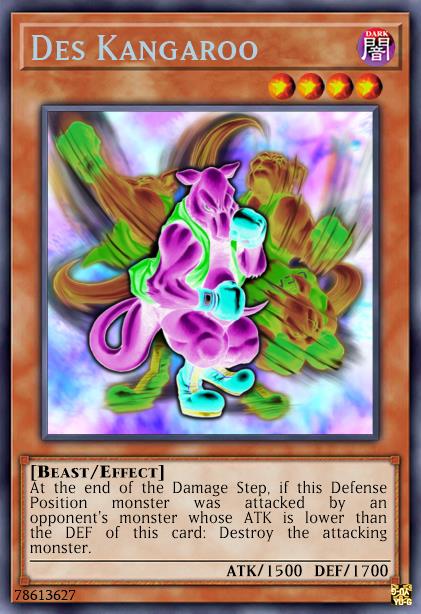 Des Kangaroo
DARK
闇
[Beast/Effect]
At the end of the Damage Step, if this Defense
Position monster was attacked by an
opponent's monster whose ATK is lower than
the DEF of this card: Destroy the attacking
monster.
ATK/1500 DEF/1700
78613627